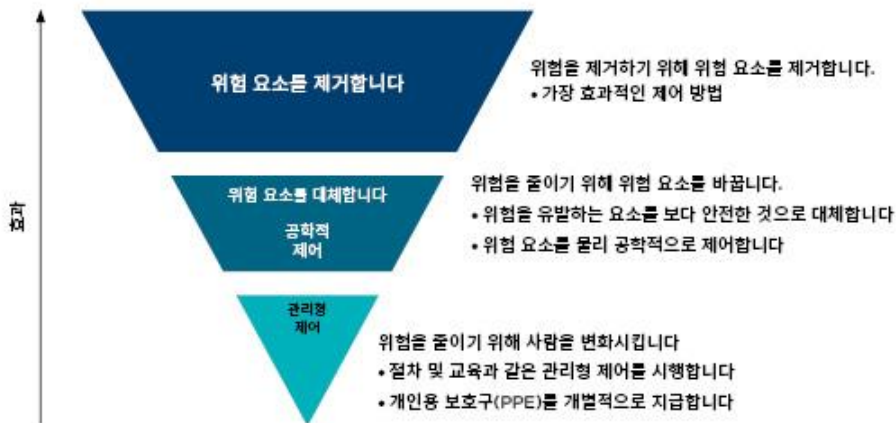 위험 요소를 제거합니다
위험을 제거하기 위해 위험 요소를 제거합니다.
• 가장 효과적인 제어 방법
효과
위험 요소를 대체합니다
공학적
제어
위험을 줄이기 위해 위험 요소를 바꿉니다.
• 위험을 유발하는 요소를 보다 안전한 것으로 대체합니다
• 위험 요소를 물리 공학적으로 제어합니다
관리형
제어
위험을 줄이기 위해 사람을 변화시킵니다
• 절차 및 교육과 같은 관리형 제어를 시행합니다
• 개인용 보호구(PPE)를 개별적으로 지급합니다